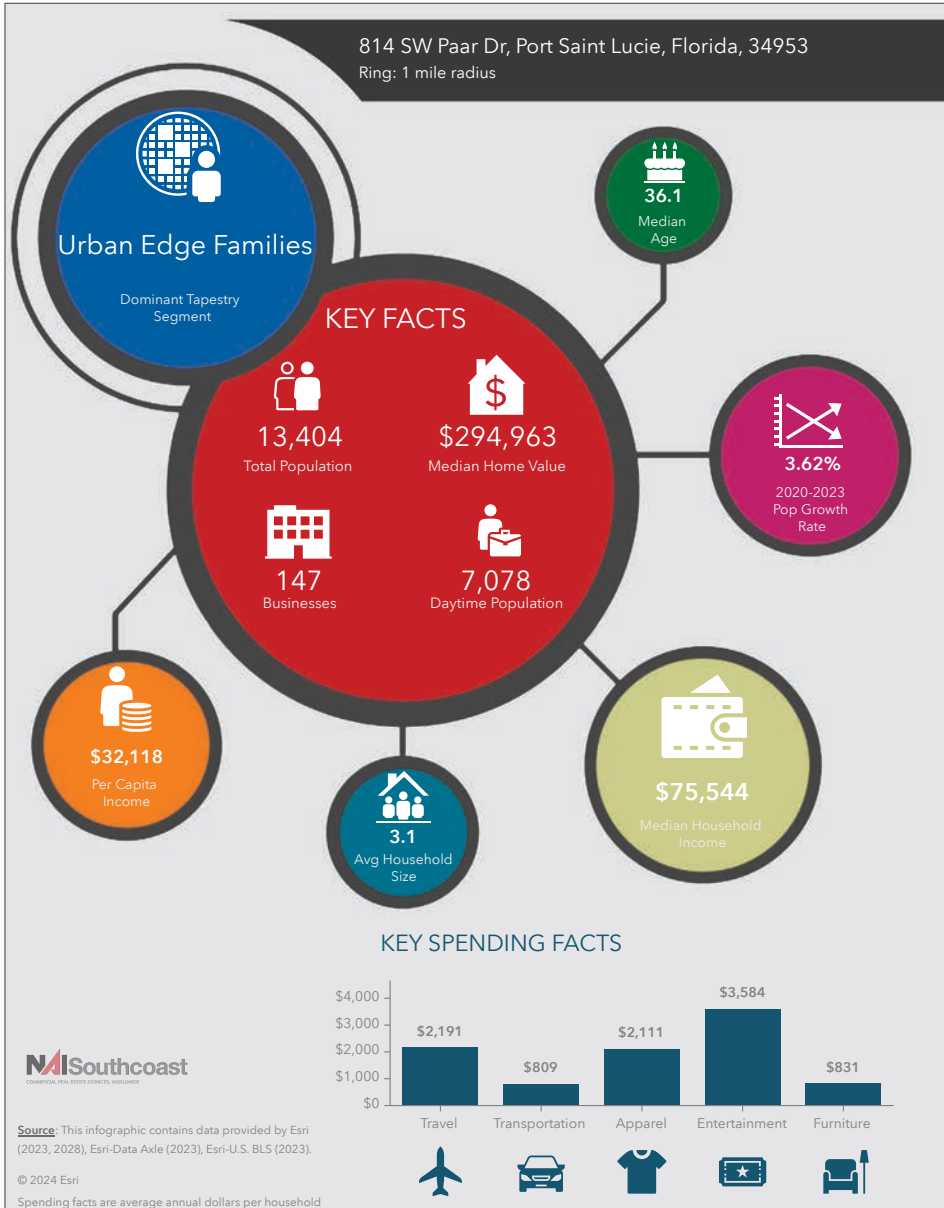 814 SW Paar Dr, Port Saint Lucie, Florida, 34953
Ring: 1 mile radius
Urban Edge Families
Dominant Tapestry
Segment
36.1
Median
Age
KEY FACTS
13,404
Total Population
$294,963
Median Home Value
147
Businesses
7,078
Daytime Population
3.62%
2020-2023
Pop Growth
Rate
$32,118
Per Capita
Income
3.1
Avg Household
Size
$75,544
Median Household
Income
KEY SPENDING FACTS
$4,000
$3,000
$2,000
$1,000
$0
$2,191
$809
$2,111
$3,584
$831
Travel
Transportation
Apparel
Entertainment
Furniture
NAISouthcoast
COMMERCIAL REAL ESTATE SERVICES, WORLDWIDE
Source: This infographic contains data provided by Esri
(2023, 2028), Esri-Data Axle (2023), Esri-U.S. BLS (2023).
© 2024 Esri
Spending facts are average annual dollars per household